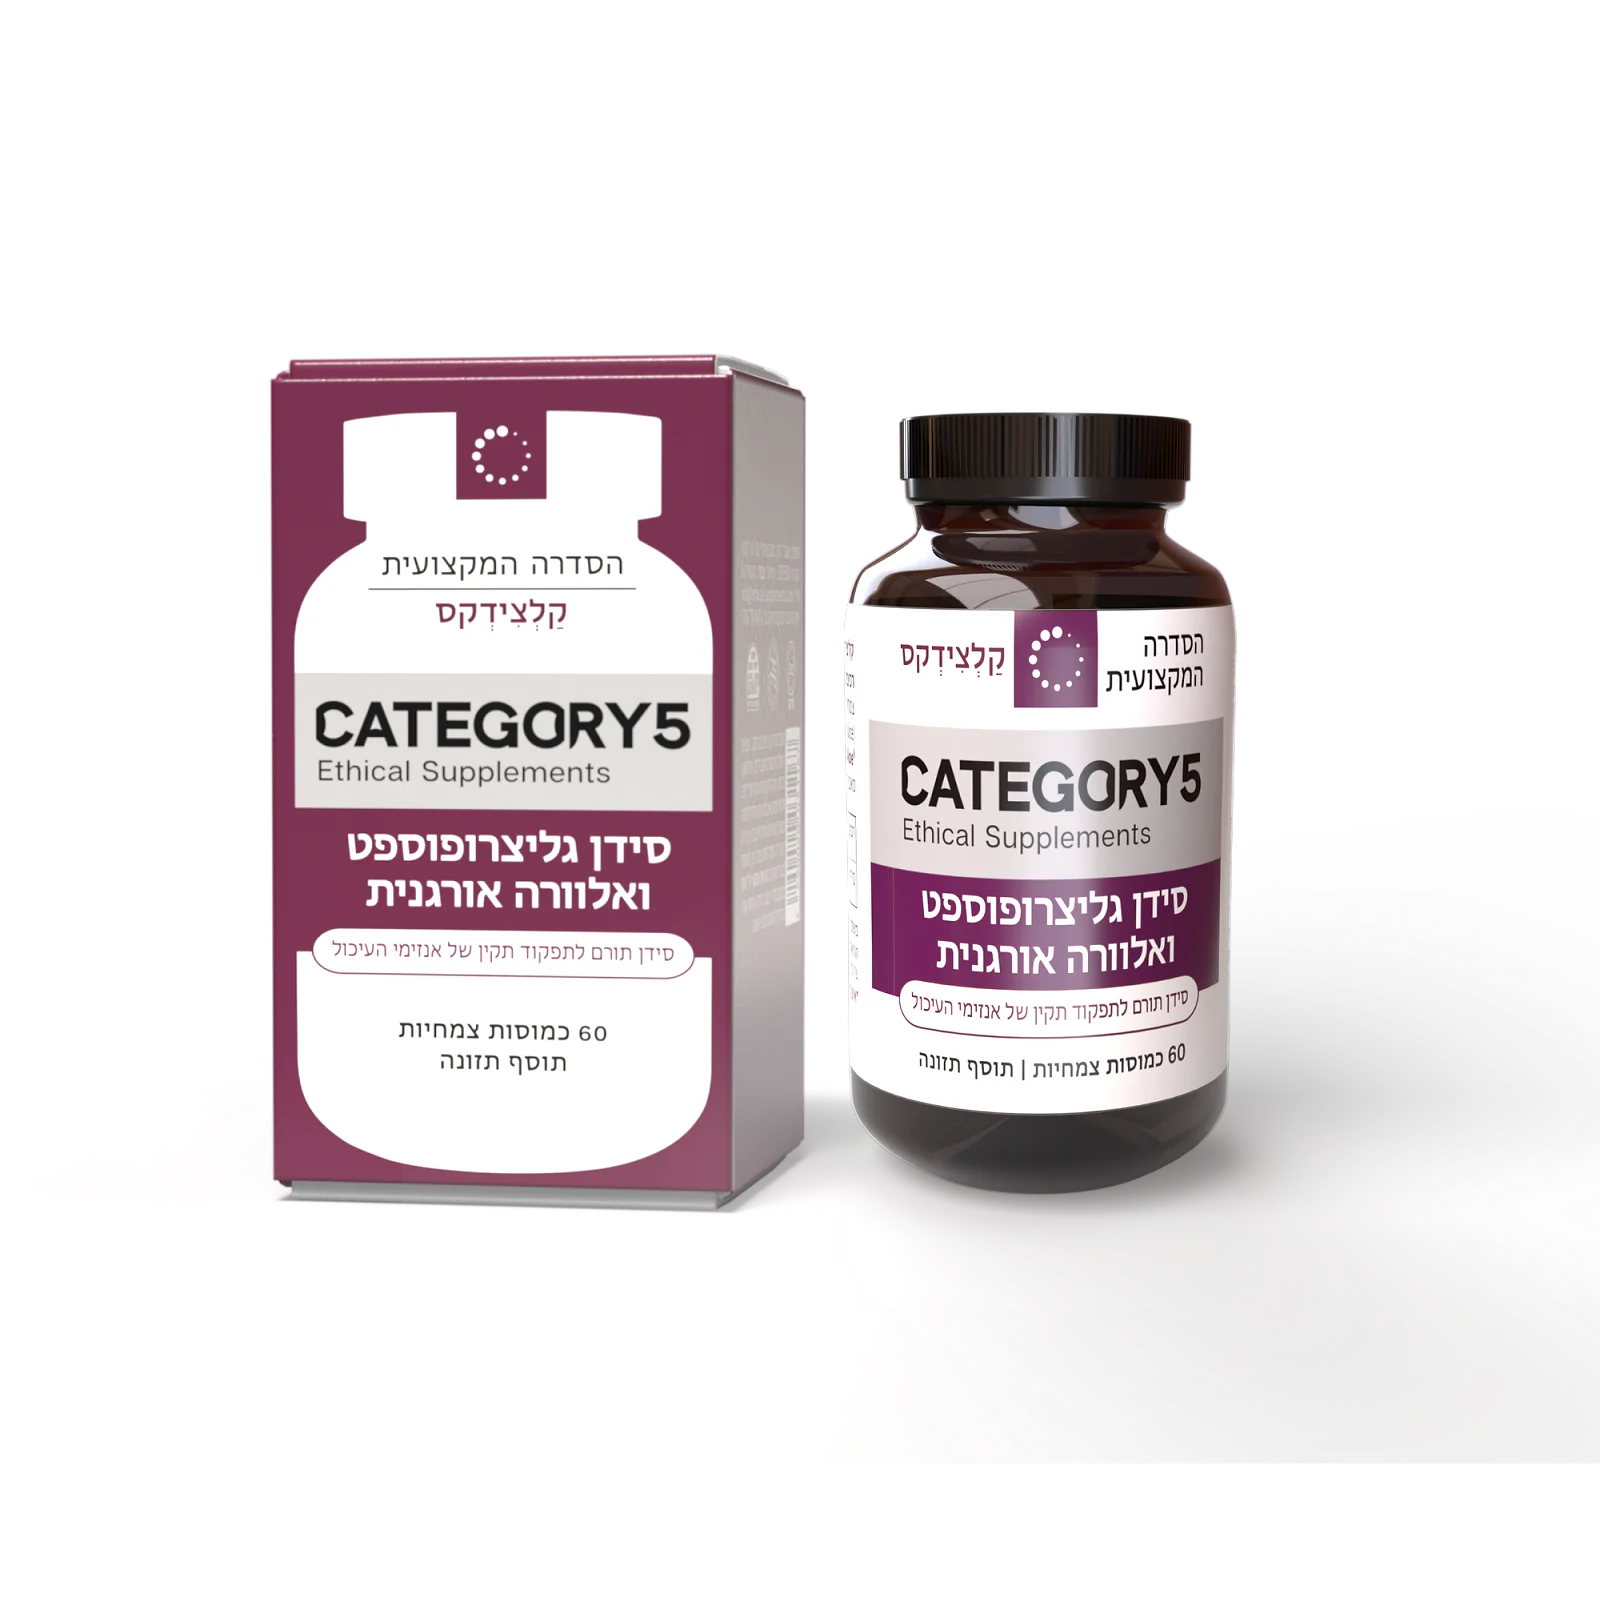 הסדרה המקצועית
קַלְצִידְקס
CATEGORY5
Ethical Supplements
סידן גליצרופוספט
ואלוורה אורגנית
סידן תורם לתפקוד תקין של אנזימי העיכול
60 כמוסות צמחיות
תוסף תזונה
הסדרה
המקצועית
קַלְצִידְקס
CATEGORY5
Ethical Supplements
סידן גליצרופוספט
ואלוורה אורגנית
סידן תורם לתפקוד תקין של אנזימי העיכול
60 כמוסות צמחיות | תוסף תזונה